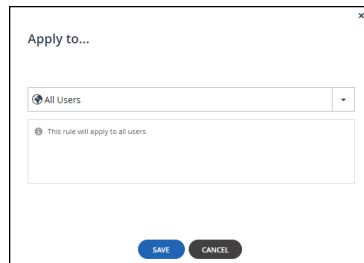 ×
Apply to...
All Users
This rule will apply to all users
SAVE CANCEL